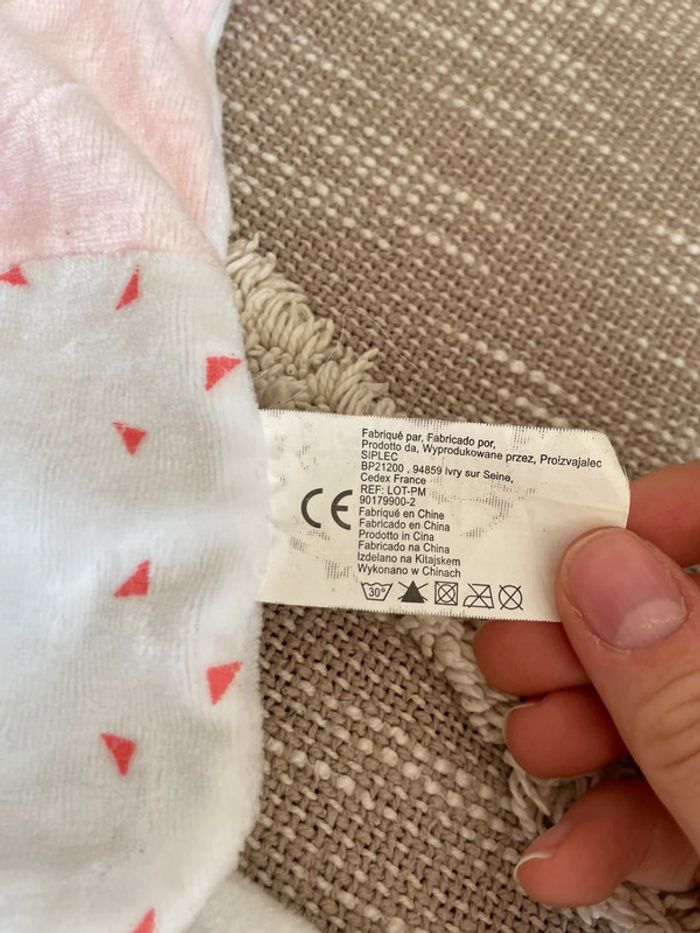 Fabriqué par, Fabricado por,
Prodotto da, Wyprodukowane przez, Proizvajalec
SIPLEC
BP21200 , 94859 Ivry sur Seine,
Cedex France
REF: LOT-PM
90179900-2
CE
Fabriqué en Chine
Fabricado en China
Prodotto in Cina
Fabricado na China
Izdelano na Kitajskem
Wykonano w Chinach
30°